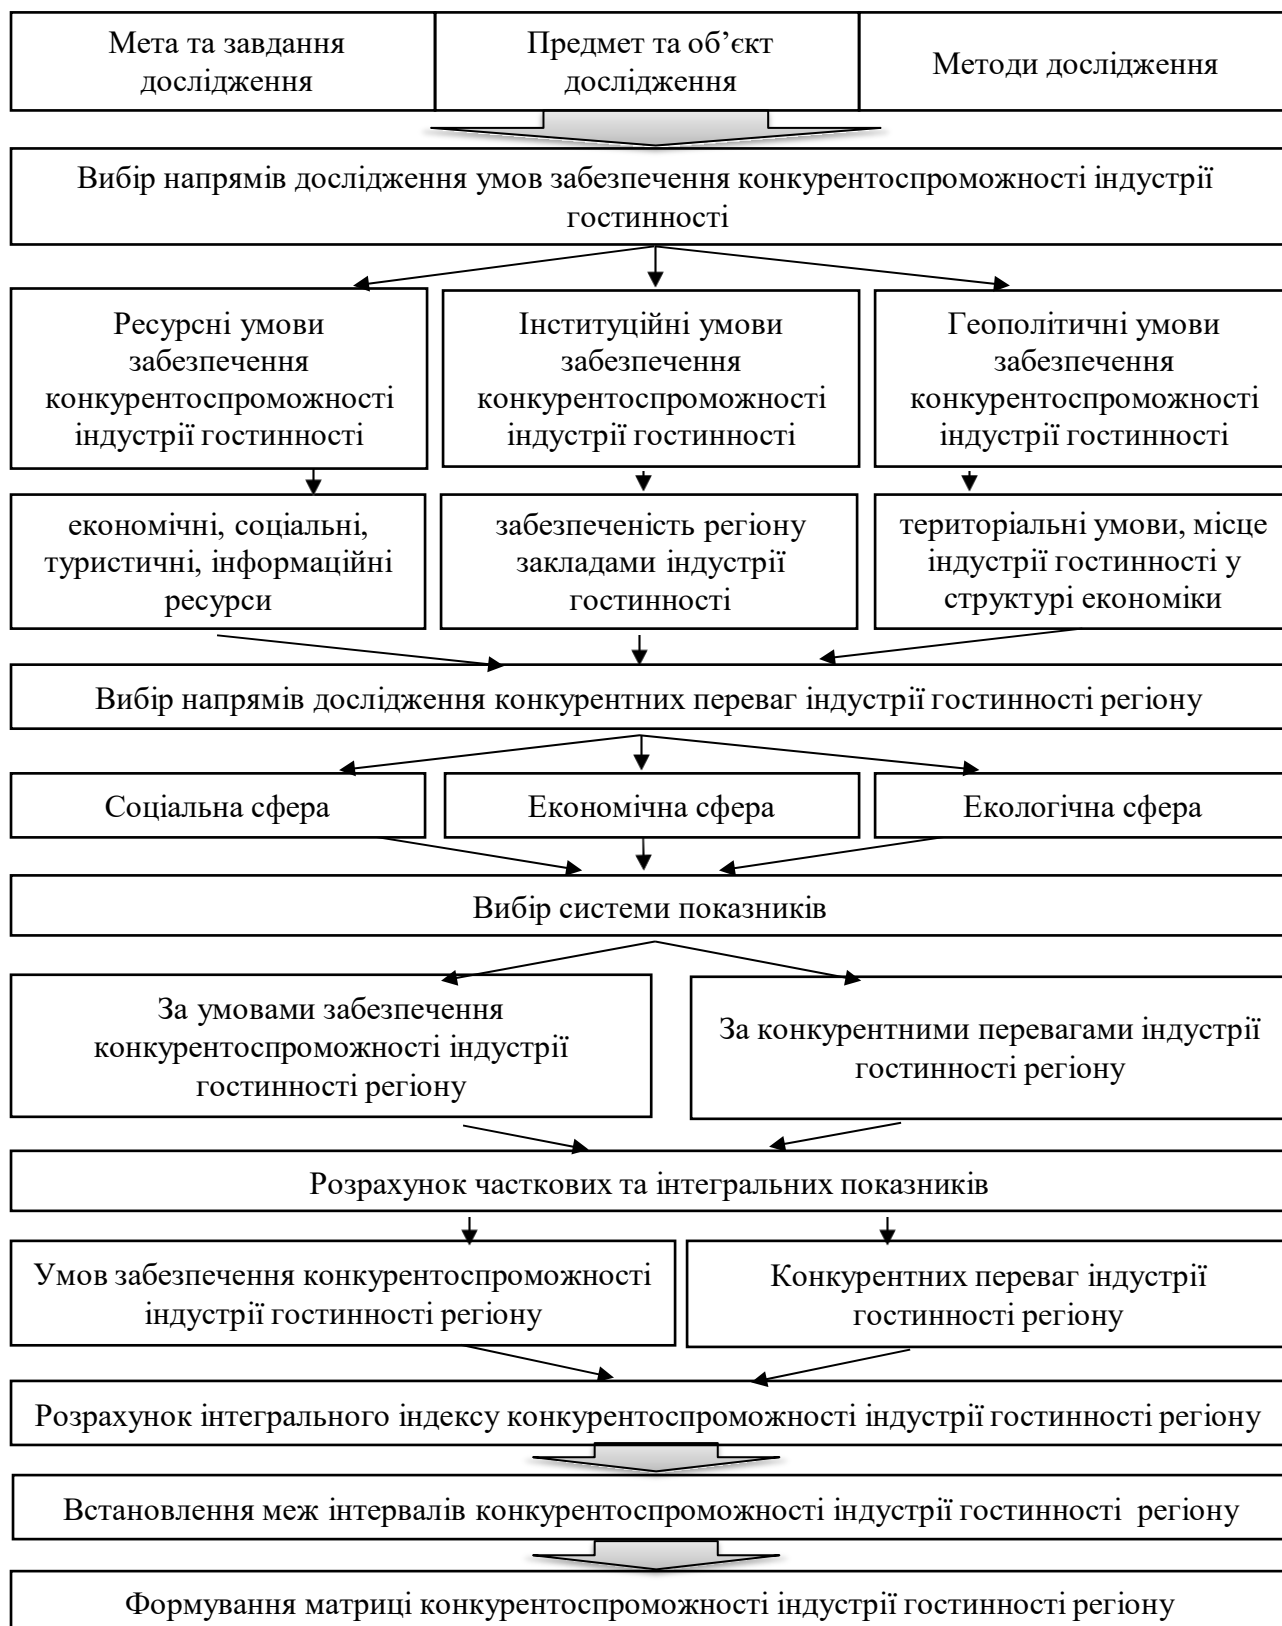 Мета та завдання
дослідження
Предмет та об’єкт
дослідження
Методи дослідження
Вибір напрямів дослідження умов забезпечення конкурентоспроможності індустрії
гостинності
Ресурсні умови
забезпечення
конкурентоспроможності
індустрії гостинності
Інституційні умови
забезпечення
конкурентоспроможності
індустрії гостинності
Геополітичні умови
забезпечення
конкурентоспроможності
індустрії гостинності
економічні, соціальні,
туристичні, інформаційні
ресурси
забезпеченість регіону
закладами індустрії
гостинності
територіальні умови, місце
індустрії гостинності у
структурі економіки
Вибір напрямів дослідження конкурентних переваг індустрії гостинності регіону
Соціальна сфера
Економічна сфера
Екологічна сфера
Вибір системи показників
За умовами забезпечення
конкурентоспроможності індустрії
гостинності регіону
За конкурентними перевагами індустрії
гостинності регіону
Розрахунок часткових та інтегральних показників
Умов забезпечення конкурентоспроможності
індустрії гостинності регіону
Конкурентних переваг індустрії
гостинності регіону
Розрахунок інтегрального індексу конкурентоспроможності індустрії гостинності регіону
Встановлення меж інтервалів конкурентоспроможності індустрії гостинності регіону
Формування матриці конкурентоспроможності індустрії гостинності регіону